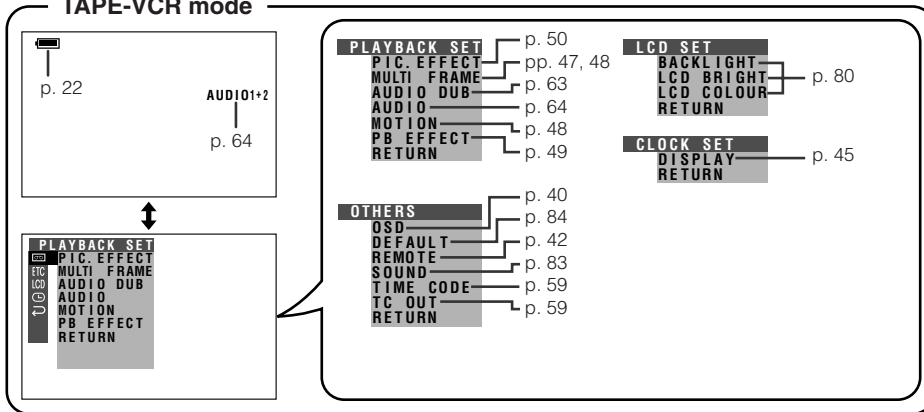 TAPE-VCR mode
p. 22
AUDIO1+2
p. 64
PLAYBACK SET
PIC. EFFECT
MULTI FRAME
AUDIO DUB
AUDIO
MOTION
PB EFFECT
RETURN
ETC
LCD
PLAYBACK SET
PIC. EFFECT
MULTI FRAME
AUDIO DUB
AUDIO
MOTION
PB EFFECT
RETURN
p. 50
pp. 47, 48
p. 63
p. 64
p. 48
p. 49
OTHERS
OSD
DEFAULT
REMOTE
SOUND
TIME CODE
TC OUT
RETURN
p. 40
p. 84
p. 42
p. 83
p. 59
p. 59
LCD SET
BACKLIGHT
LCD BRIGHT
LCD COLOUR
RETURN
p. 80
CLOCK SET
DISPLAY
RETURN
p. 45